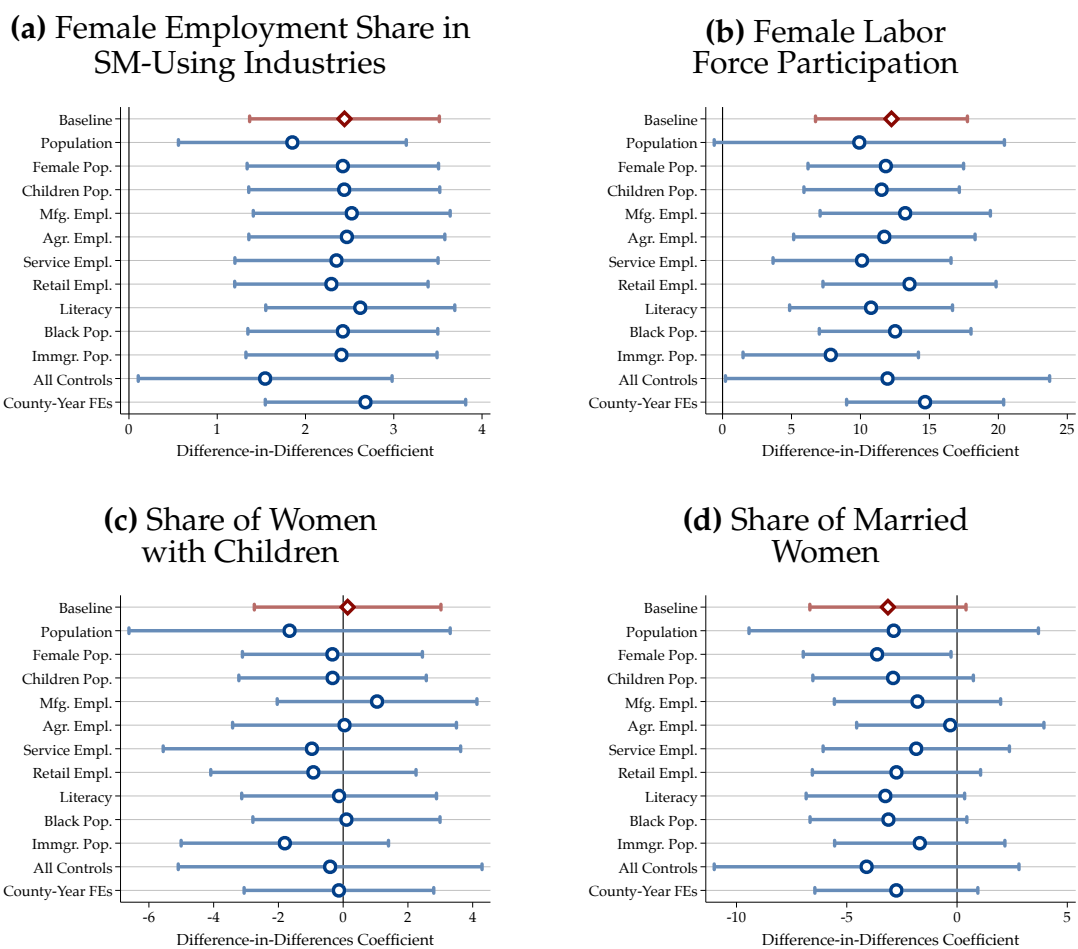 (a) Female Employment Share in
SM-Using Industries
Baseline
Population
Female Pop.
Children Pop.
Mfg. Empl.
Agr. Empl.
Service Empl.
Retail Empl.
Literacy
Black Pop.
Immgr. Pop.
All Controls
County-Year FEs
0 1 2 3 4
Difference-in-Differences Coefficient
(b) Female Labor
Force Participation
Baseline
Population
Female Pop.
Children Pop.
Mfg. Empl.
Agr. Empl.
Service Empl.
Retail Empl.
Literacy
Black Pop.
Immgr. Pop.
All Controls
County-Year FEs
0 5 10 15 20 25
Difference-in-Differences Coefficient
(c) Share of Women
with Children
Baseline
Population
Female Pop.
Children Pop.
Mfg. Empl.
Agr. Empl.
Service Empl.
Retail Empl.
Literacy
Black Pop.
Immgr. Pop.
All Controls
County-Year FEs
-6 -4 -2 0 2 4
Difference-in-Differences Coefficient
(d) Share of Married
Women
Baseline
Population
Female Pop.
Children Pop.
Mfg. Empl.
Agr. Empl.
Service Empl.
Retail Empl.
Literacy
Black Pop.
Immgr. Pop.
All Controls
County-Year FEs
-10 -5 0 5
Difference-in-Differences Coefficient